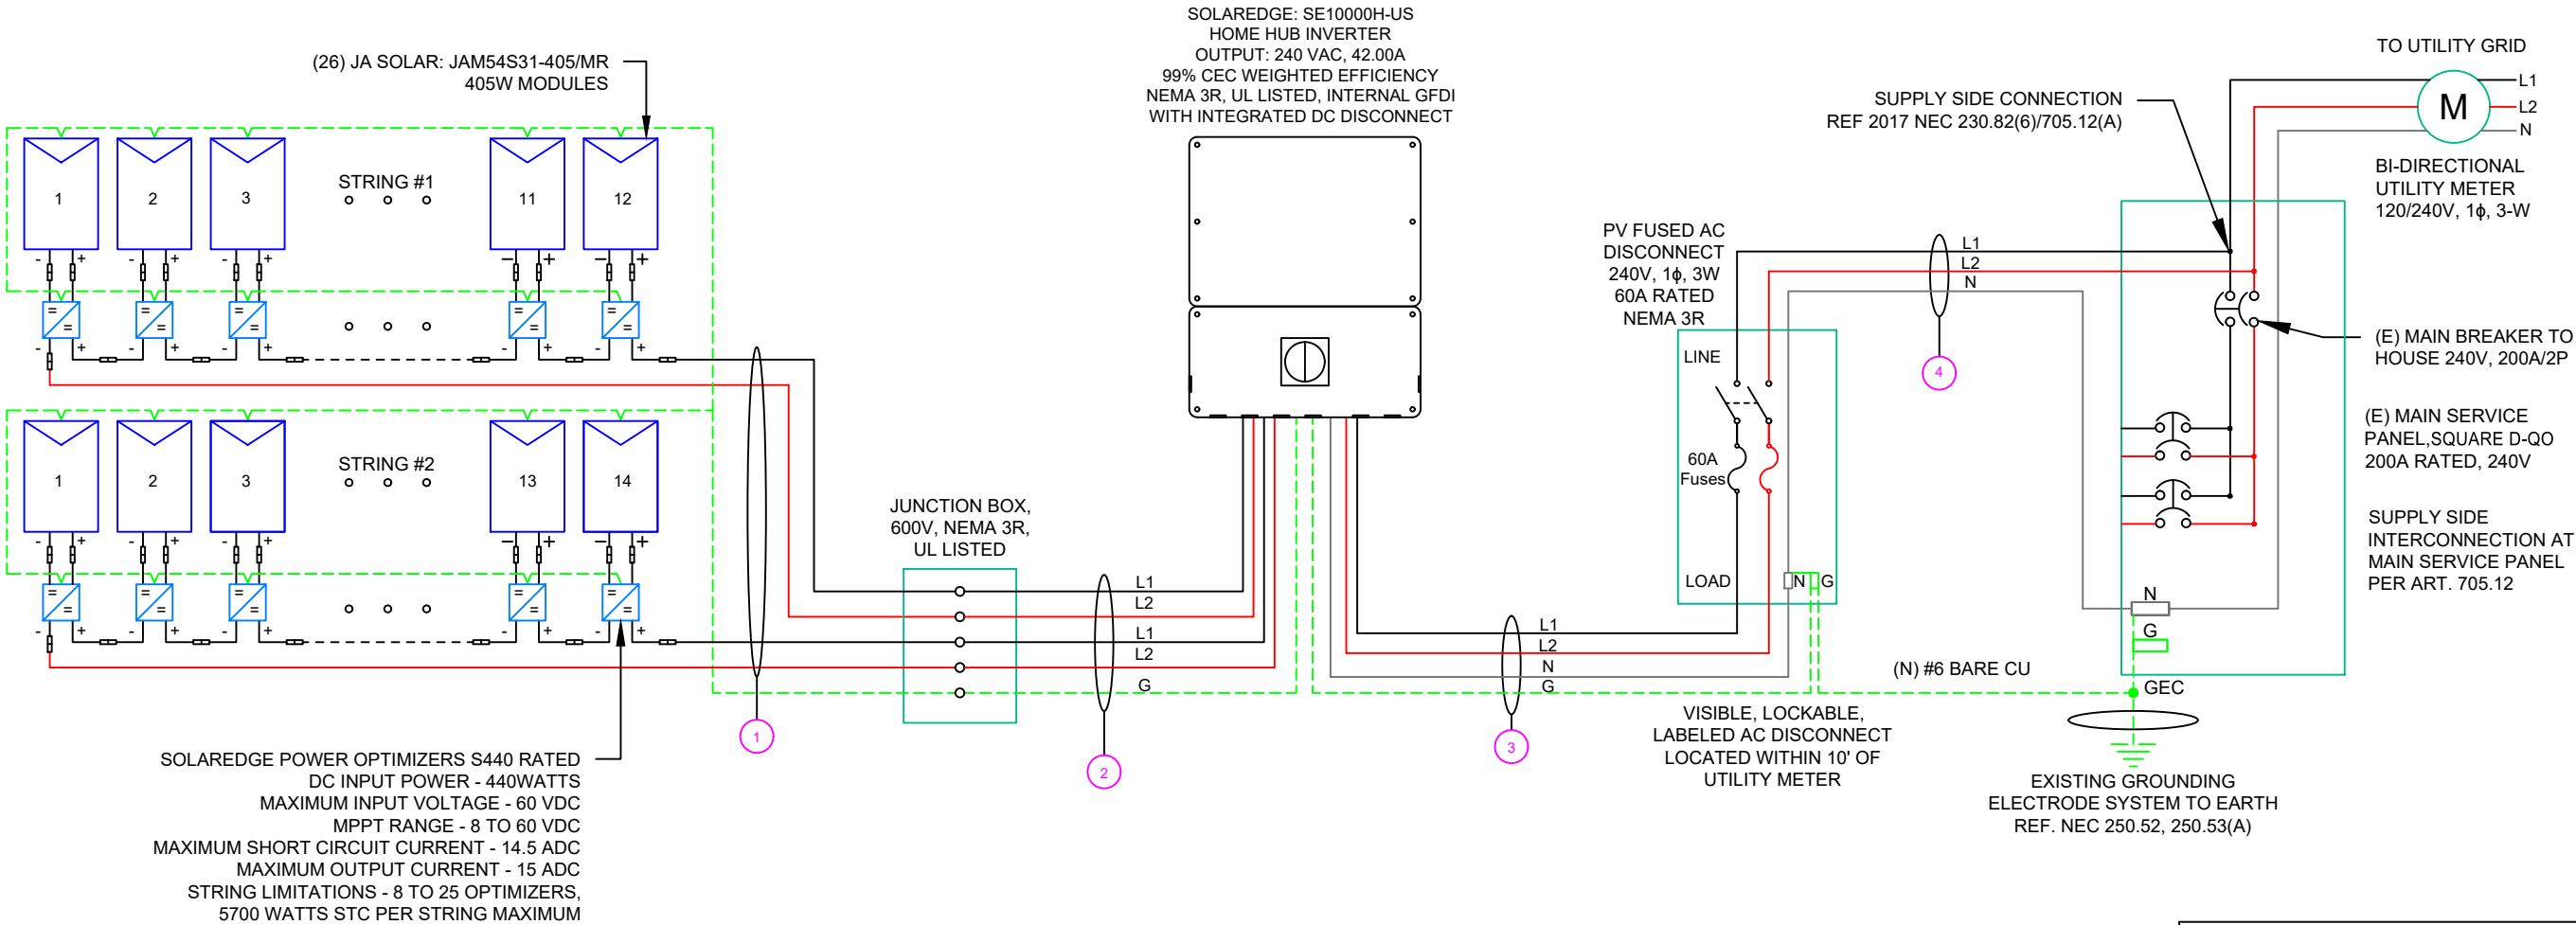 SOLAREDGE: SE10000H-US
HOME HUB INVERTER
OUTPUT: 240 VAC, 42.00A
99% CEC WEIGHTED EFFICIENCY
NEMA 3R, UL LISTED, INTERNAL GFDI
WITH INTEGRATED DC DISCONNECT
(26) JA SOLAR: JAM54S31-405/MR
405W MODULES
1 2 3 STRING #1 11 12
- + - + - + - + - +
= = = = = = = = = =
- + - + - + - + - +
1 2 3 STRING #2 13 14
- + - + - + - + - +
= = = = = = = = = =
- + - + - + - + - +
SOLAREDGE POWER OPTIMIZERS S440 RATED
DC INPUT POWER - 440WATTS
MAXIMUM INPUT VOLTAGE - 60 VDC
MPPT RANGE - 8 TO 60 VDC
MAXIMUM SHORT CIRCUIT CURRENT - 14.5 ADC
MAXIMUM OUTPUT CURRENT - 15 ADC
STRING LIMITATIONS - 8 TO 25 OPTIMIZERS,
5700 WATTS STC PER STRING MAXIMUM
1
JUNCTION BOX,
600V, NEMA 3R,
UL LISTED
L1
L2
L1
L2
G
2
L1
L2
N
G
3
PV FUSED AC
DISCONNECT
240V, 1ϕ, 3W
60A RATED
NEMA 3R
LINE
60A
Fuses
LOAD
N G
VISIBLE, LOCKABLE,
LABELED AC DISCONNECT
LOCATED WITHIN 10' OF
UTILITY METER
L1
L2
N
4
SUPPLY SIDE CONNECTION
REF 2017 NEC 230.82(6)/705.12(A)
TO UTILITY GRID
M
L1
L2
N
BI-DIRECTIONAL
UTILITY METER
120/240V, 1ϕ, 3-W
(E) MAIN BREAKER TO
HOUSE 240V, 200A/2P
(E) MAIN SERVICE
PANEL,SQUARE D-QO
200A RATED, 240V
SUPPLY SIDE
INTERCONNECTION AT
MAIN SERVICE PANEL
PER ART. 705.12
N
G
(N) #6 BARE CU
GEC
EXISTING GROUNDING
ELECTRODE SYSTEM TO EARTH
REF. NEC 250.52, 250.53(A)